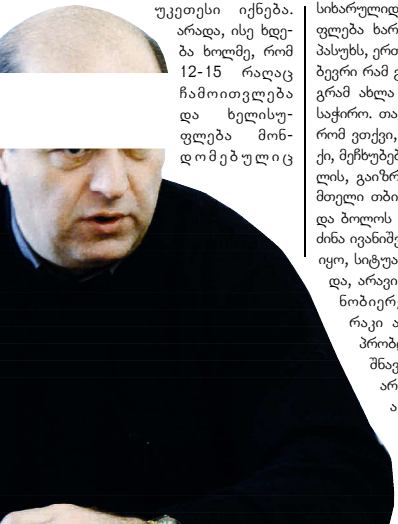 უკეთესი იქნება.
არადა, ისე ხდე-
ბა ხოლმე, რომ
12-15 რაღაც
ჩამოითვლება
და ხელისუ-
ფლება მონ-
დომებულიც
სიხარულიდ
ფლება ხარ
პასუხს, ერთ
ბევრი რამ გ
გრამ ახლა
საჭირო. თა
რომ ვთქვი,
ქი, მეჩხუბებ
ლის, გაიზრ
მთელი თბი
და ბოლოს
ძინა ივანიშვ
იყო, სიტუა
და, არავი
ნობიერ
რაკი ა
პრობ
შნავ
არ
ა